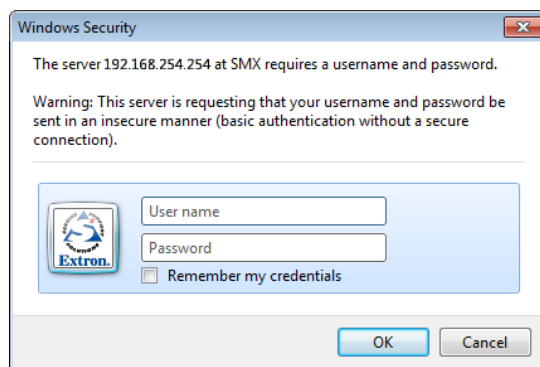 Windows Security
The server 192.168.254.254 at SMX requires a username and password.
Warning: This server is requesting that your username and password be
sent in an insecure manner (basic authentication without a secure
connection).
User name
Password
Extron.
Remember my credentials
OK
Cancel